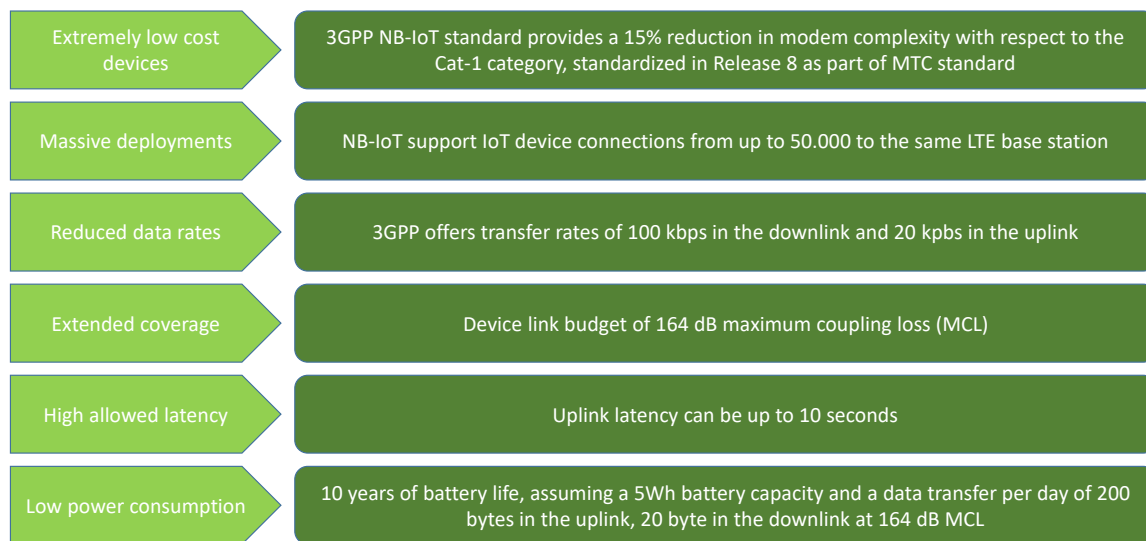 Extremely low cost
devices
3GPP NB-IoT standard provides a 15% reduction in modem complexity with respect to the
Cat-1 category, standardized in Release 8 as part of MTC standard
Massive deployments
NB-IoT support IoT device connections from up to 50.000 to the same LTE base station
Reduced data rates
3GPP offers transfer rates of 100 kbps in the downlink and 20 kpbs in the uplink
Extended coverage
Device link budget of 164 dB maximum coupling loss (MCL)
High allowed latency
Uplink latency can be up to 10 seconds
Low power consumption
10 years of battery life, assuming a 5Wh battery capacity and a data transfer per day of 200
bytes in the uplink, 20 byte in the downlink at 164 dB MCL